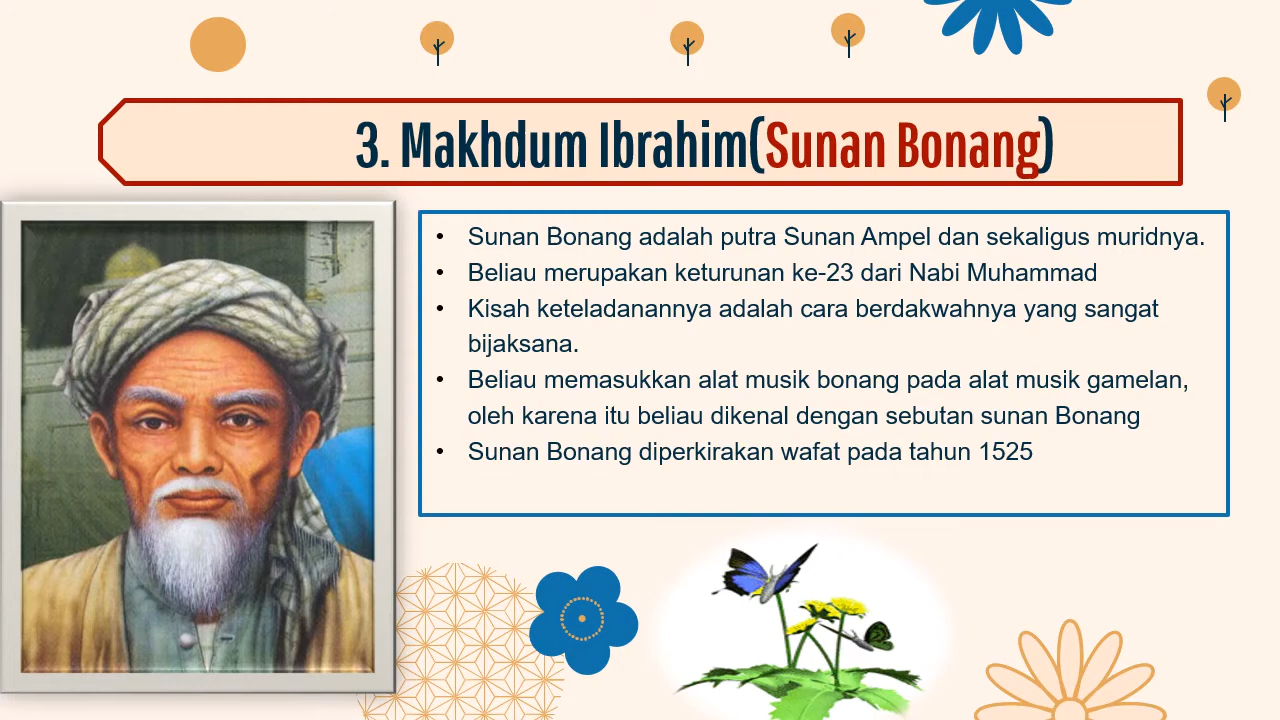 3. Makhdum Ibrahim(Sunan Bonang)
• Sunan Bonang adalah putra Sunan Ampel dan sekaligus muridnya.
• Beliau merupakan keturunan ke-23 dari Nabi Muhammad
• Kisah keteladanannya adalah cara berdakwahnya yang sangat
bijaksana.
• Beliau memasukkan alat musik bonang pada alat musik gamelan,
oleh karena itu beliau dikenal dengan sebutan sunan Bonang
• Sunan Bonang diperkirakan wafat pada tahun 1525